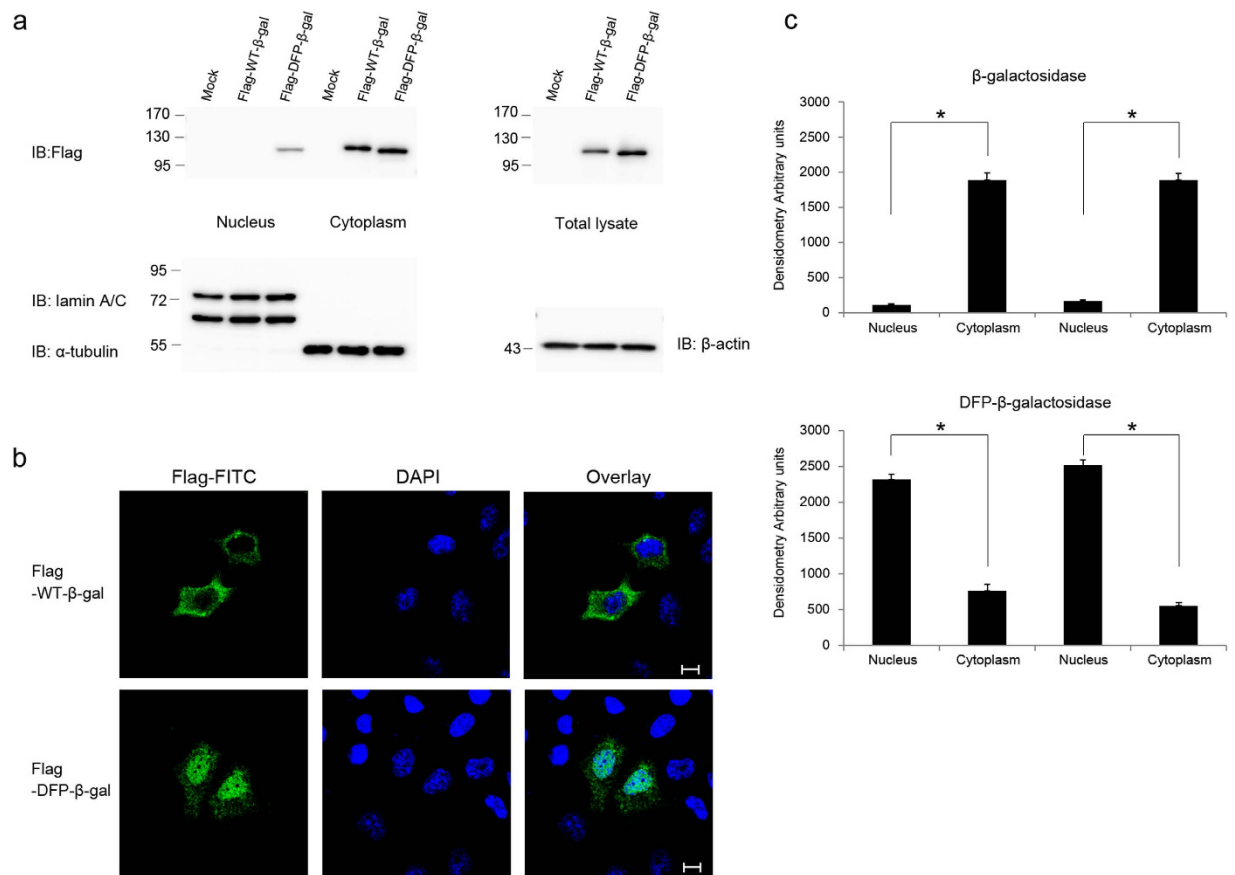 a
Mock
Flag-WT-β-gal
Flag-DFP-β-gal
Mock
Flag-WT-β-gal
Flag-DFP-β-gal
Mock
Flag-WT-β-gal
Flag-DFP-β-gal
170
130
95
IB:Flag
170
130
95
Nucleus
Cytoplasm
Total lysate
95
72
55
IB: lamin A/C
IB: α-tubulin
43
IB: β-actin
b
Flag-FITC
DAPI
Overlay
Flag
-WT-β-gal
Flag
-DFP-β-gal
c
β-galactosidase
Densidometry Arbitrary units
3000
2500
2000
1500
1000
500
0
*
*
Nucleus
Cytoplasm
Nucleus
Cytoplasm
DFP-β-galactosidase
Densidometry Arbitrary units
3000
2500
2000
1500
1000
500
0
*
*
Nucleus
Cytoplasm
Nucleus
Cytoplasm